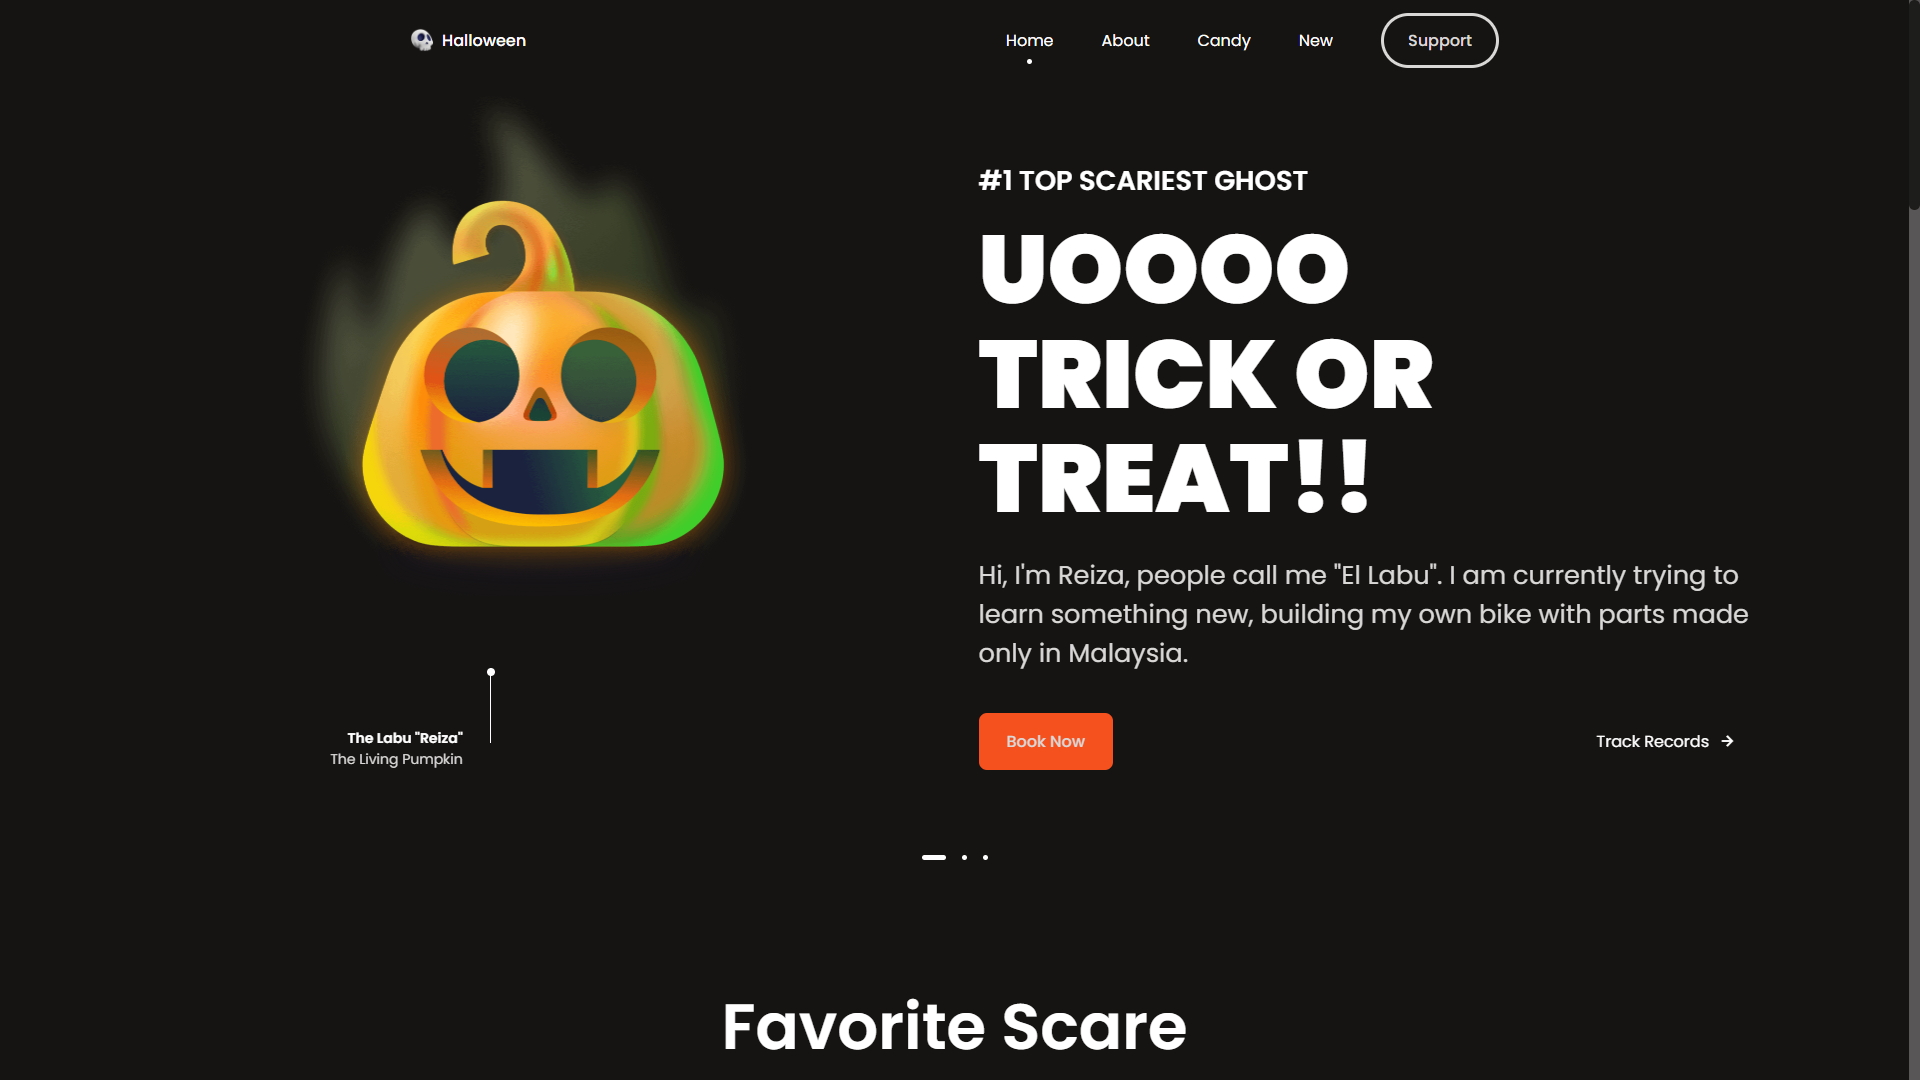 Halloween
Home
About
Candy
New
Support
#1 TOP SCARIEST GHOST
UOOOO
TRICK OR
TREAT!!
Hi, I'm Reiza, people call me "El Labu". I am currently trying to
learn something new, building my own bike with parts made
only in Malaysia.
The Labu "Reiza"
The Living Pumpkin
Book Now
Track Records
Favorite Scare